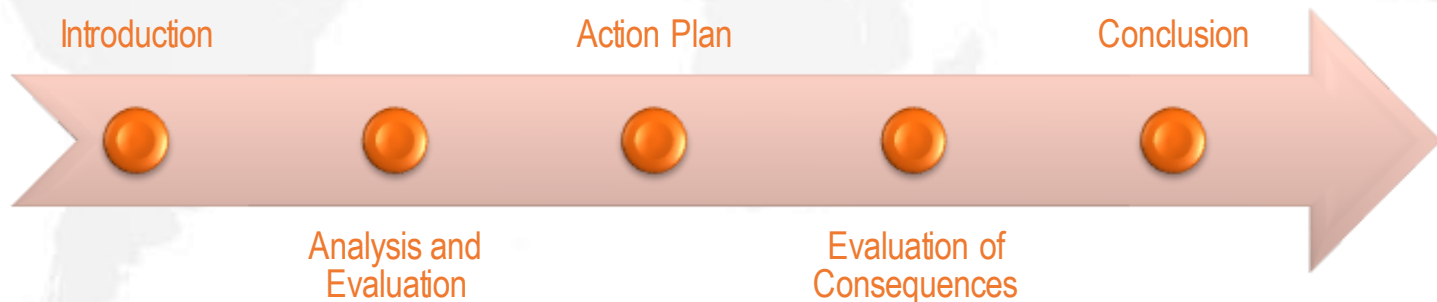 Introduction
Action Plan
Conclusion
Analysis and
Evaluation
Evaluation of
Consequences